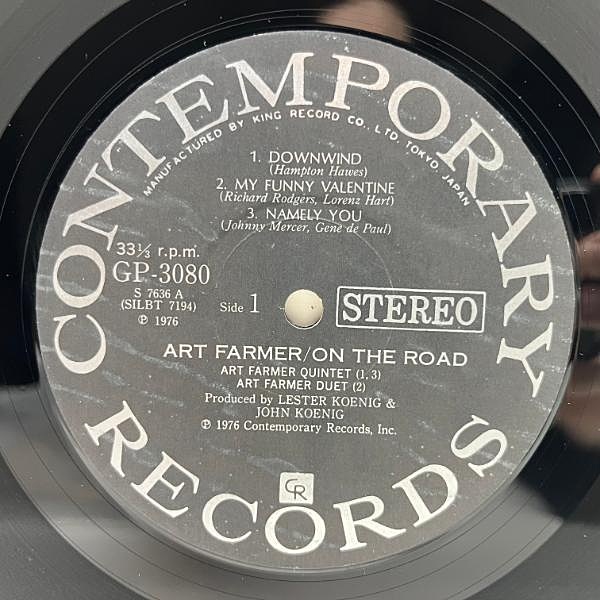 CONTEMPORARY
MANUFACTURED BY KING RECORD CO., LTD. TOKYO JAPAN
1. DOWNWIND
(Hampton Hawes)
2. MY FUNNY VALENTINE
(Richard Rodgers, Lorenz Hart)
3. NAMELY YOU
(Johnny Mercer, Gene de Paul)
33⅓ r.p.m.
GP-3080
S 7636 A
(SILBT 7194)
℗ 1976
Side 1
STEREO
ART FARMER/ON THE ROAD
ART FARMER QUINTET (1, 3)
ART FARMER DUET (2)
Produced by LESTER KOENIG &
JOHN KOENIG
℗ 1976 Contemporary Records, Inc.
CR
RECORDS